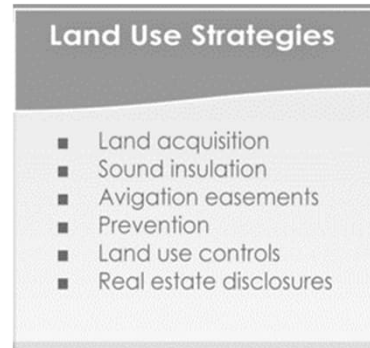 Land Use Strategies
■ Land acquisition
■ Sound insulation
■ Avigation easements
■ Prevention
■ Land use controls
■ Real estate disclosures